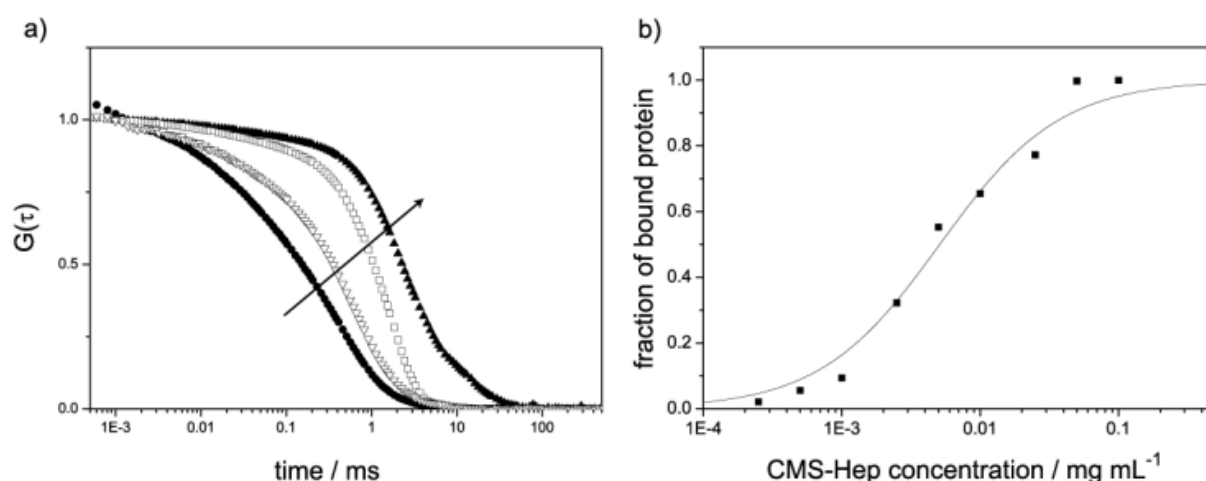 a)
1.0
0.5
0.0
G(τ)
1E-3 0.01 0.1 1 10 100
time / ms
b)
1.0
0.8
0.6
0.4
0.2
0.0
fraction of bound protein
1E-4 1E-3 0.01 0.1
CMS-Hep concentration / mg mL⁻¹